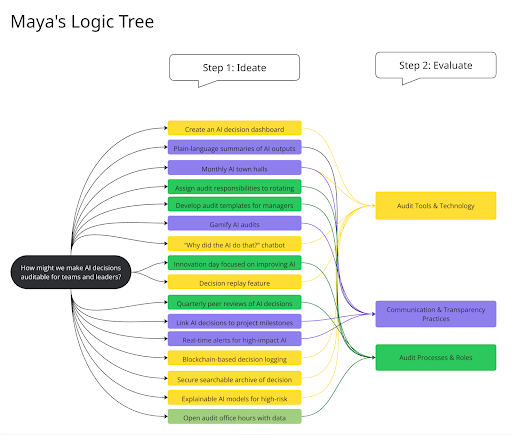 Maya's Logic Tree
Step 1: Ideate
Step 2: Evaluate
Create an AI decision dashboard
Plain-language summaries of AI outputs
Monthly AI town halls
Assign audit responsibilities to rotating
Develop audit templates for managers
Gamify AI audits
"Why did the AI do that?" chatbot
Innovation day focused on improving AI
Decision replay feature
Quarterly peer reviews of AI decisions
Link AI decisions to project milestones
Real-time alerts for high-impact AI
Blockchain-based decision logging
Secure searchable archive of decision
Explainable AI models for high-risk
Open audit office hours with data
How might we make AI decisions
auditable for teams and leaders?
Audit Tools & Technology
Communication & Transparency
Practices
Audit Processes & Roles